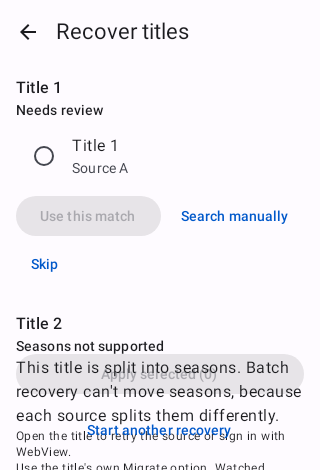 Recover titles
Title 1
Needs review
Title 1
Source A
Use this match
Search manually
Skip
Title 2
Seasons not supported
This title is split into seasons. Batch
Apply selected (0)
recovery can't move seasons, because
each source splits them differently.
Start another recovery
Open the title to retry the source or sign in with
WebView.
Use the title's own Migrate option. Watched